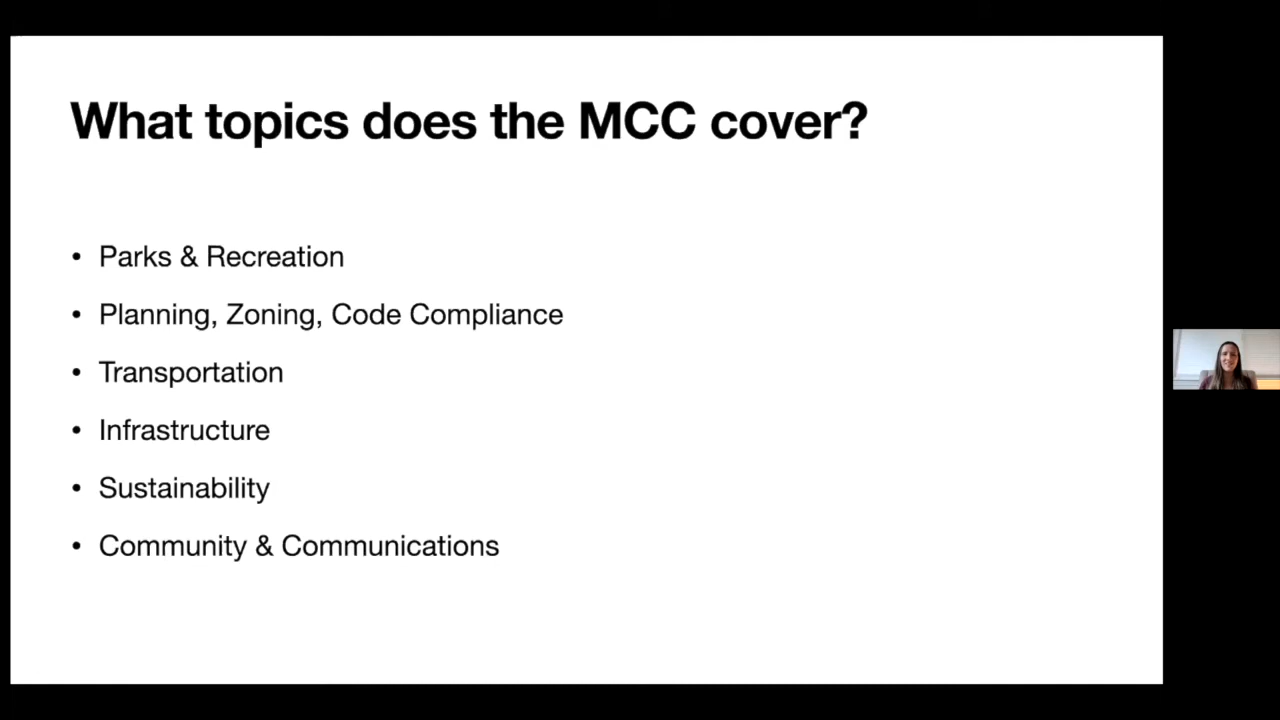 What topics does the MCC cover?
• Parks & Recreation
• Planning, Zoning, Code Compliance
• Transportation
• Infrastructure
• Sustainability
• Community & Communications